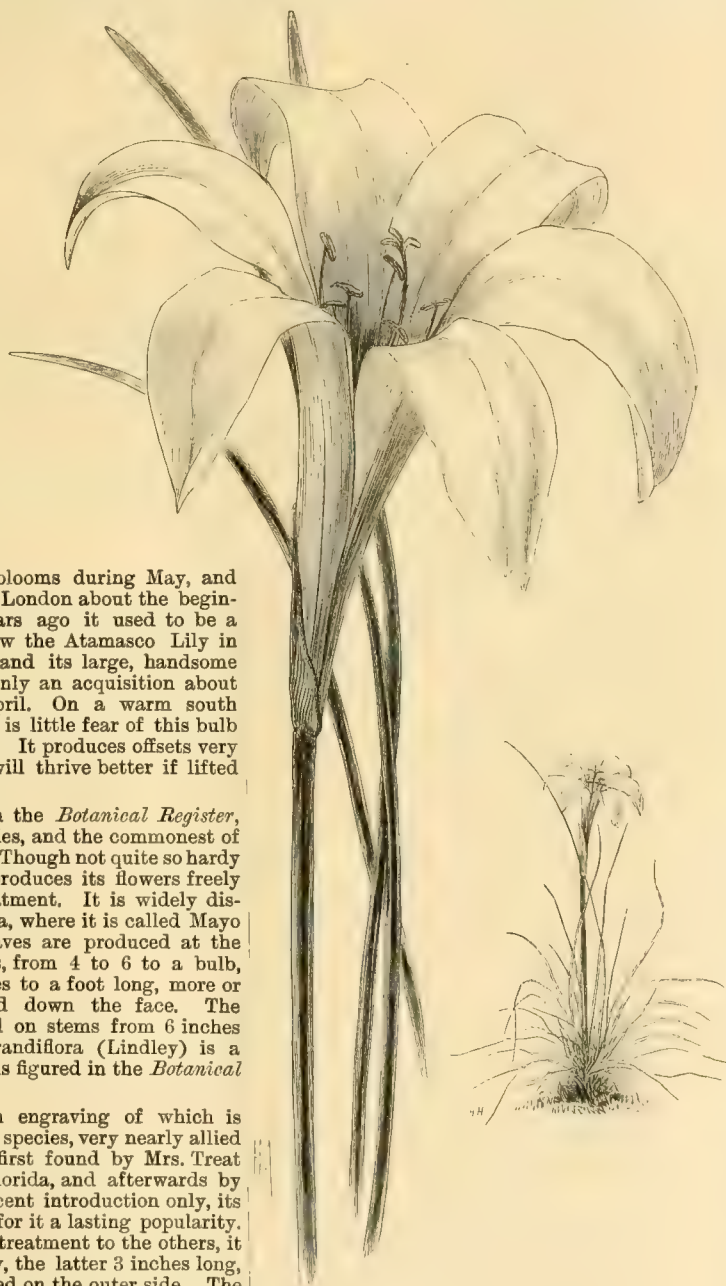 blooms during May, and
London about the begin-
ars ago it used to be a
w the Atamasco Lily in
and its large, handsome
nly an acquisition about
pril. On a warm south
is little fear of this bulb
It produces offsets very
will thrive better if lifted
n the Botanical Register,
ies, and the commonest of
Though not quite so hardy
roduces its flowers freely
tment. It is widely dis-
a, where it is called Mayo
ves are produced at the
s, from 4 to 6 to a bulb,
es to a foot long, more or
d down the face. The
l on stems from 6 inches
randiflora (Lindley) is a
s figured in the Botanical
n engraving of which is
species, very nearly allied
first found by Mrs. Treat
lorida, and afterwards by
cent introduction only, its
for it a lasting popularity.
treatment to the others, it
y, the latter 3 inches long,
ed on the outer side. The